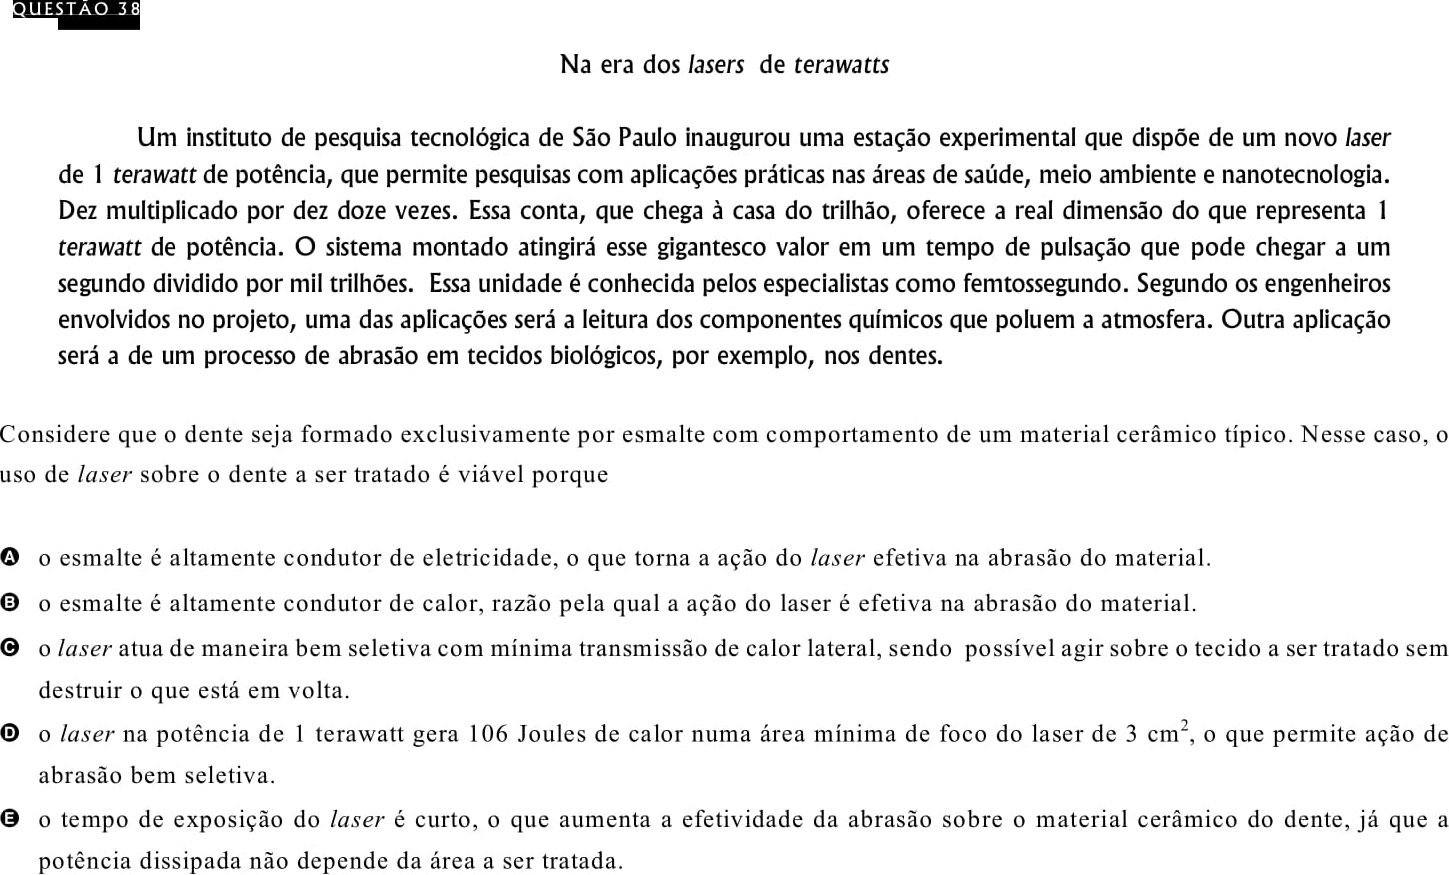 QUESTÃO 38
Na era dos lasers de terawatts
Um instituto de pesquisa tecnológica de São Paulo inaugurou uma estação experimental que dispõe de um novo laser
de 1 terawatt de potência, que permite pesquisas com aplicações práticas nas áreas de saúde, meio ambiente e nanotecnologia.
Dez multiplicado por dez doze vezes. Essa conta, que chega à casa do trilhão, oferece a real dimensão do que representa 1
terawatt de potência. O sistema montado atingirá esse gigantesco valor em um tempo de pulsação que pode chegar a um
segundo dividido por mil trilhões. Essa unidade é conhecida pelos especialistas como femtossegundo. Segundo os engenheiros
envolvidos no projeto, uma das aplicações será a leitura dos componentes químicos que poluem a atmosfera. Outra aplicação
será a de um processo de abrasão em tecidos biológicos, por exemplo, nos dentes.
Considere que o dente seja formado exclusivamente por esmalte com comportamento de um material cerâmico típico. Nesse caso, o
uso de laser sobre o dente a ser tratado é viável porque
A o esmalte é altamente condutor de eletricidade, o que torna a ação do laser efetiva na abrasão do material.
B o esmalte é altamente condutor de calor, razão pela qual a ação do laser é efetiva na abrasão do material.
C o laser atua de maneira bem seletiva com mínima transmissão de calor lateral, sendo possível agir sobre o tecido a ser tratado sem
destruir o que está em volta.
D o laser na potência de 1 terawatt gera 106 Joules de calor numa área mínima de foco do laser de 3 cm², o que permite ação de
abrasão bem seletiva.
E o tempo de exposição do laser é curto, o que aumenta a efetividade da abrasão sobre o material cerâmico do dente, já que a
potência dissipada não depende da área a ser tratada.